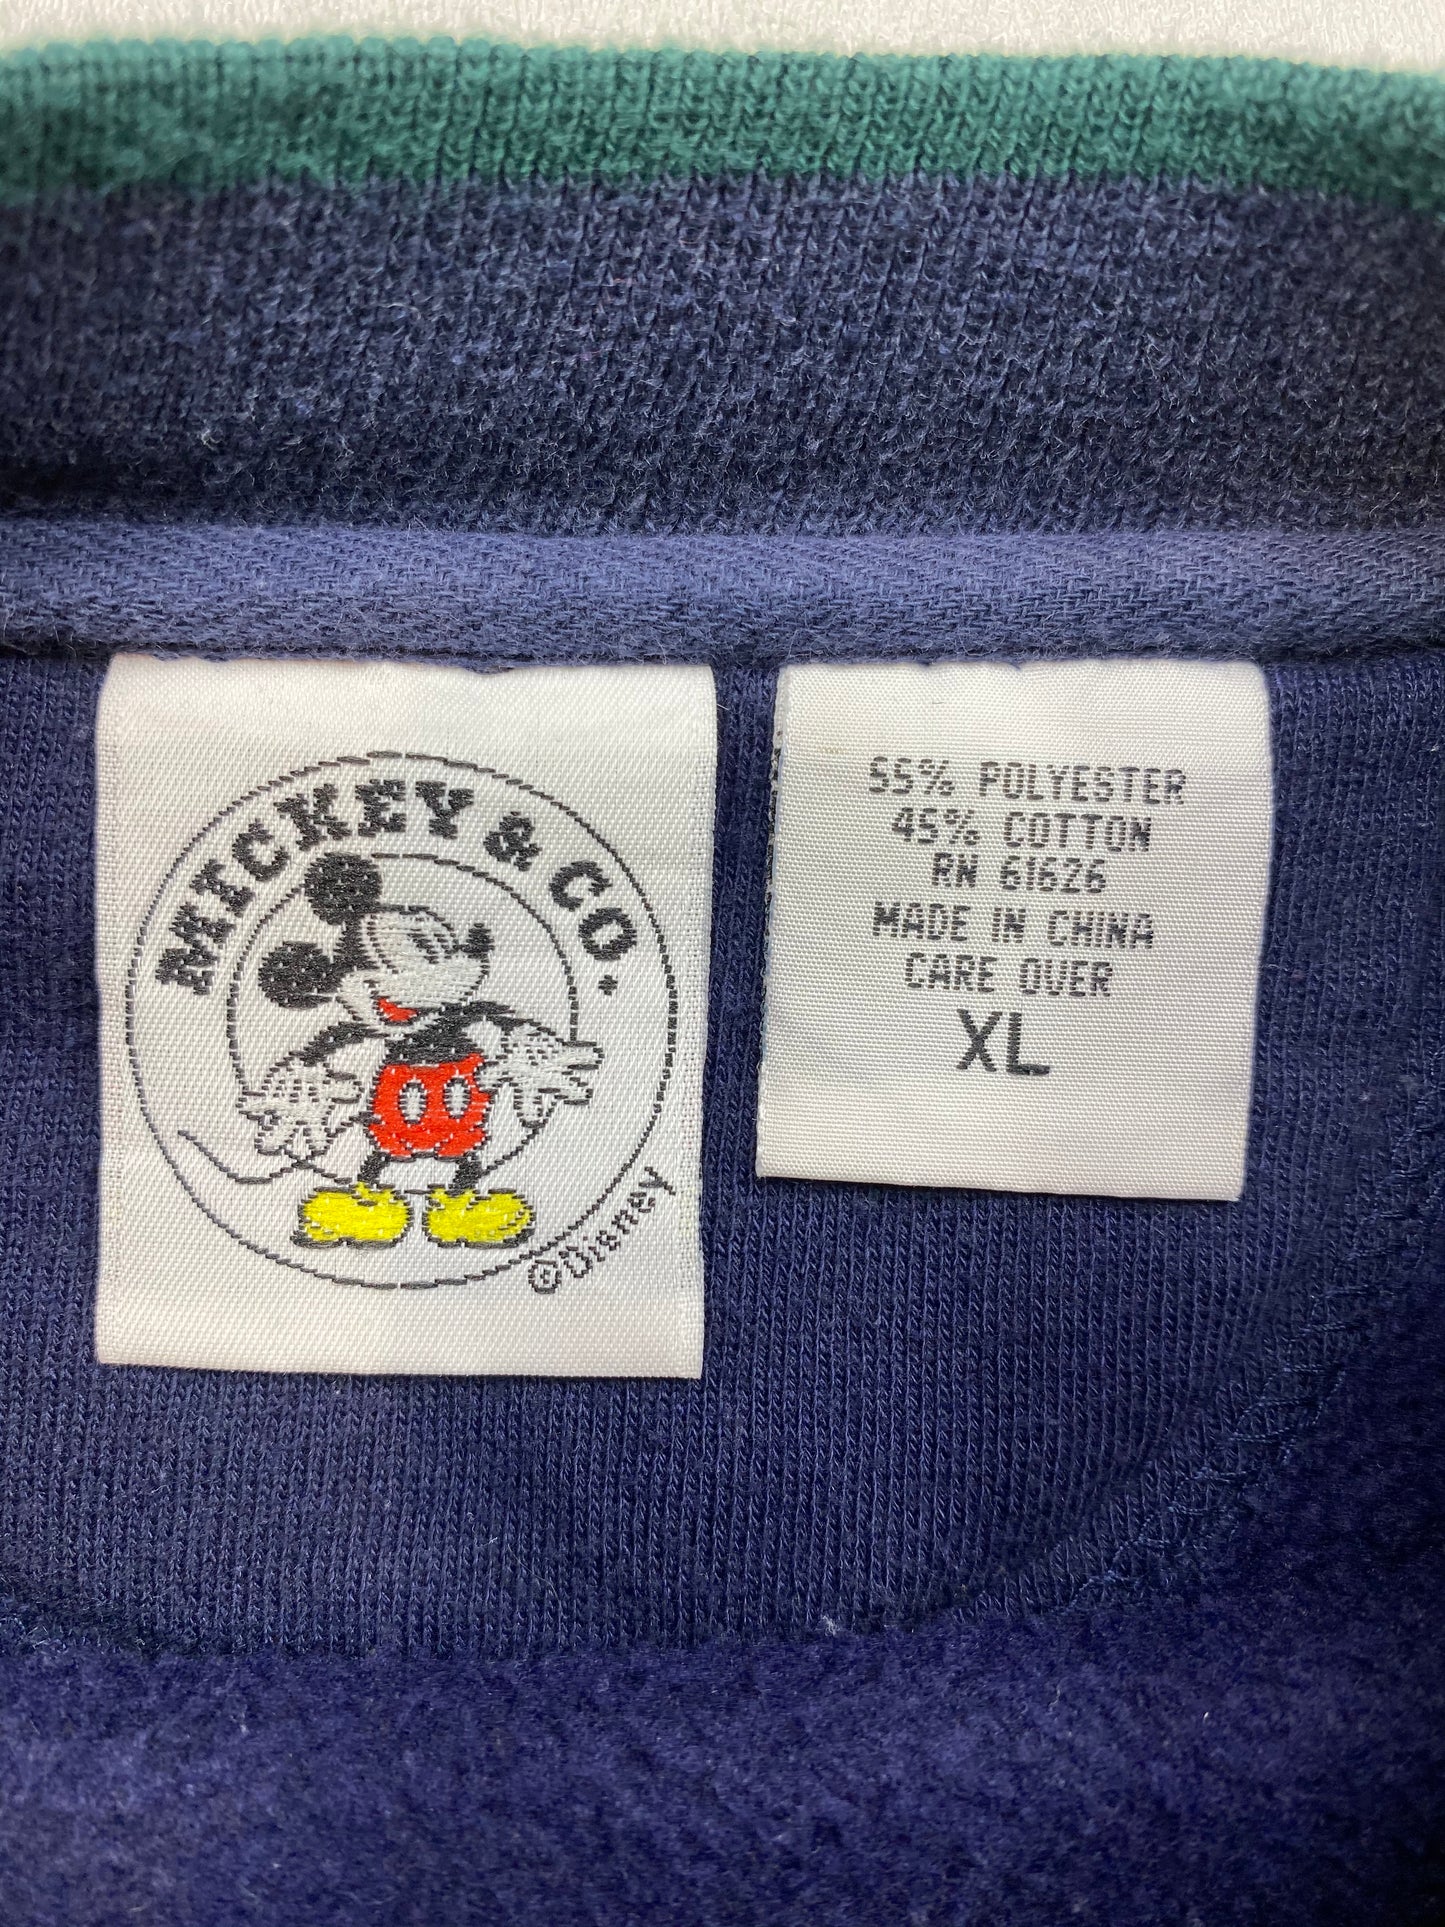 MICKEY & CO.
©Disney
55% POLYESTER
45% COTTON
RN 61626
MADE IN CHINA
CARE OVER
XL